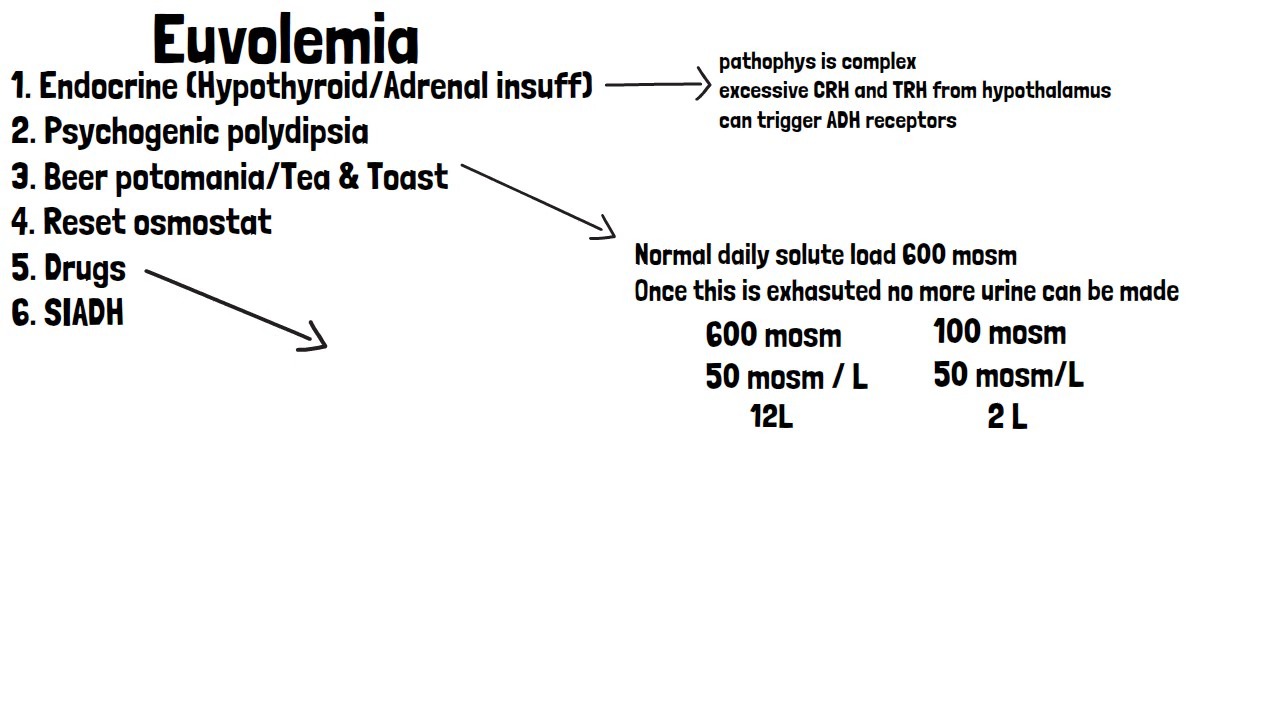 Euvolemia
1. Endocrine (Hypothyroid/Adrenal insuff)
2. Psychogenic polydipsia
3. Beer potomania/Tea & Toast
4. Reset osmostat
5. Drugs
6. SIADH
pathophys is complex
excessive CRH and TRH from hypothalamus
can trigger ADH receptors
Normal daily solute load 600 mosm
Once this is exhasuted no more urine can be made
600 mosm
50 mosm / L
12L
100 mosm
50 mosm/L
2 L